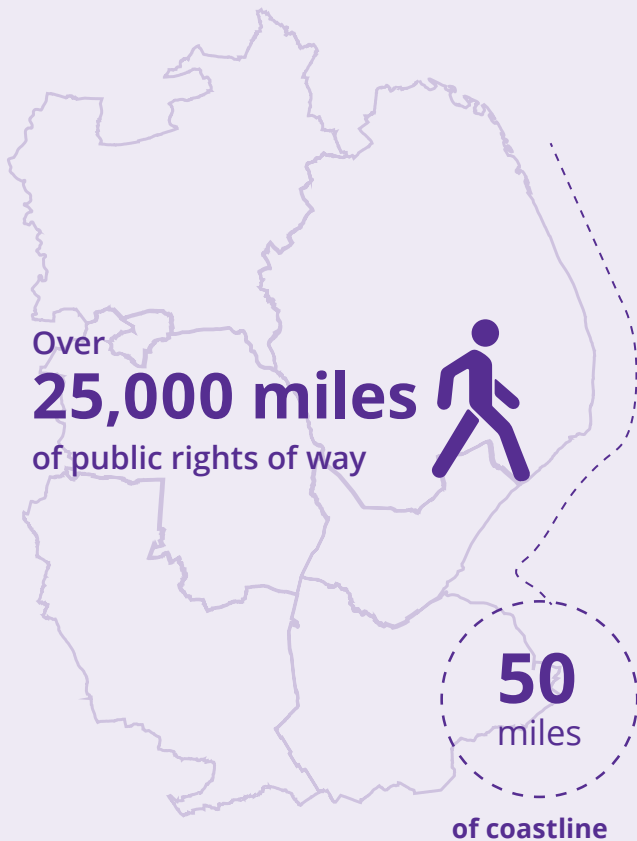 Over
25,000 miles
of public rights of way
50
miles
of coastline